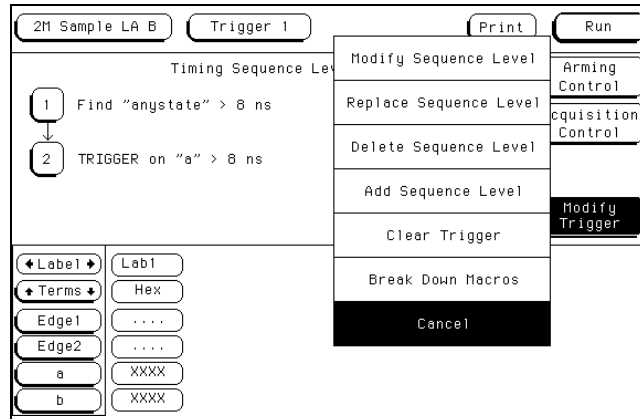 2M Sample LA B Trigger 1 Print Run
Timing Sequence Lev
1 Find "anystate" > 8 ns
2 TRIGGER on "a" > 8 ns
Modify Sequence Level
Replace Sequence Level
Delete Sequence Level
Add Sequence Level
Clear Trigger
Break Down Macros
Cancel
Arming
Control
cquisition
Control
Modify
Trigger
Label Lab1
Terms Hex
Edge1 ....
Edge2 ....
a XXXX
b XXXX